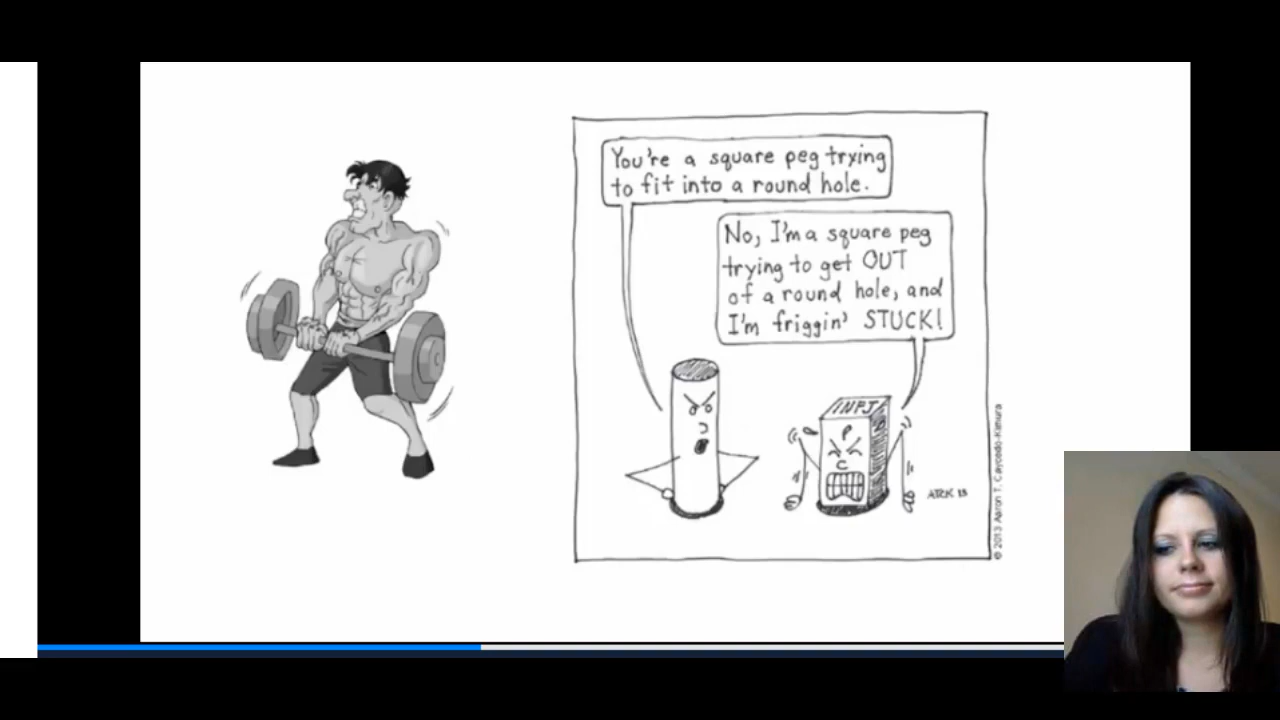 You're a square peg trying
to fit into a round hole.
No, I'm a square peg
trying to get OUT
of a round hole, and
I'm friggin' STUCK!
INFJ
ATCK 13
© 2013 Aaron T. Caycedo-Kimura